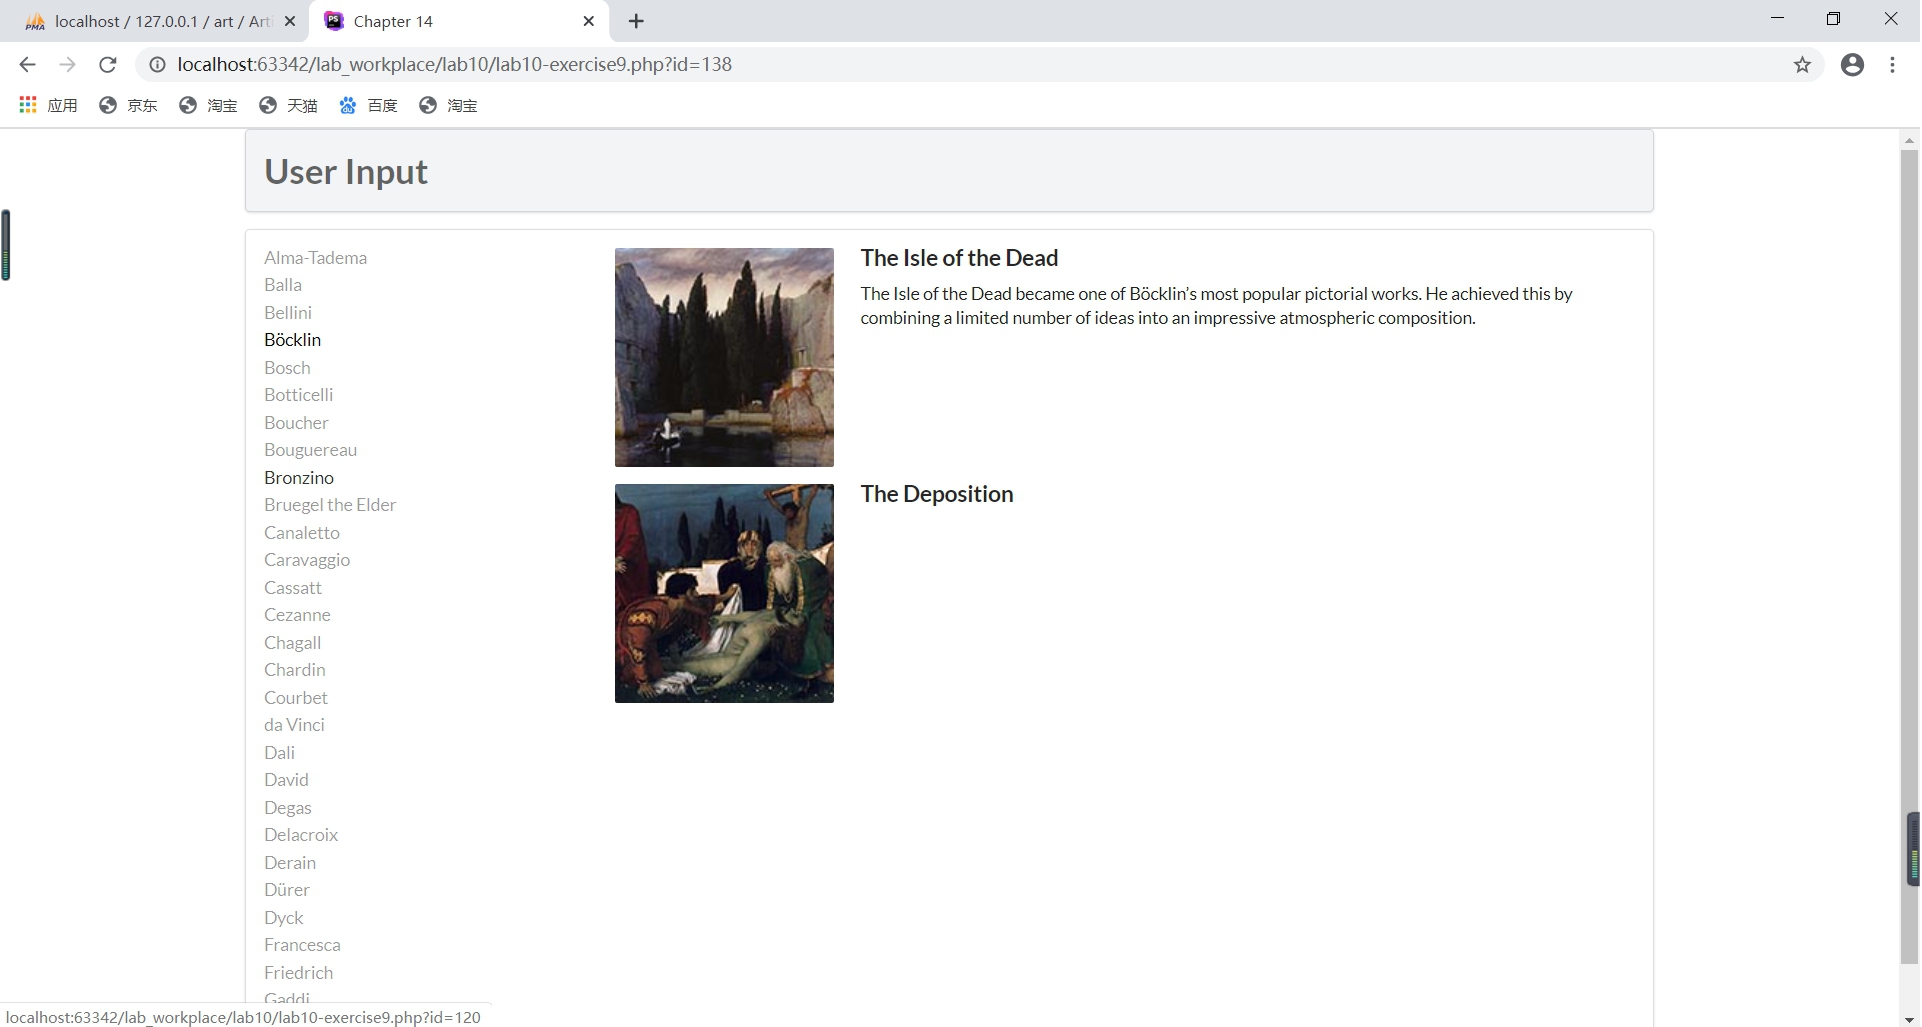 localhost / 127.0.0.1 / art / Arti
Chapter 14
localhost:63342/lab_workplace/lab10/lab10-exercise9.php?id=138
应用 京东 淘宝 天猫 百度 淘宝
User Input
Alma-Tadema
Balla
Bellini
Böcklin
Bosch
Botticelli
Boucher
Bouguereau
Bronzino
Bruegel the Elder
Canaletto
Caravaggio
Cassatt
Cezanne
Chagall
Chardin
Courbet
da Vinci
Dali
David
Degas
Delacroix
Derain
Dürer
Dyck
Francesca
Friedrich
Gaddi
The Isle of the Dead
The Isle of the Dead became one of Böcklin’s most popular pictorial works. He achieved this by
combining a limited number of ideas into an impressive atmospheric composition.
The Deposition
localhost:63342/lab_workplace/lab10/lab10-exercise9.php?id=120